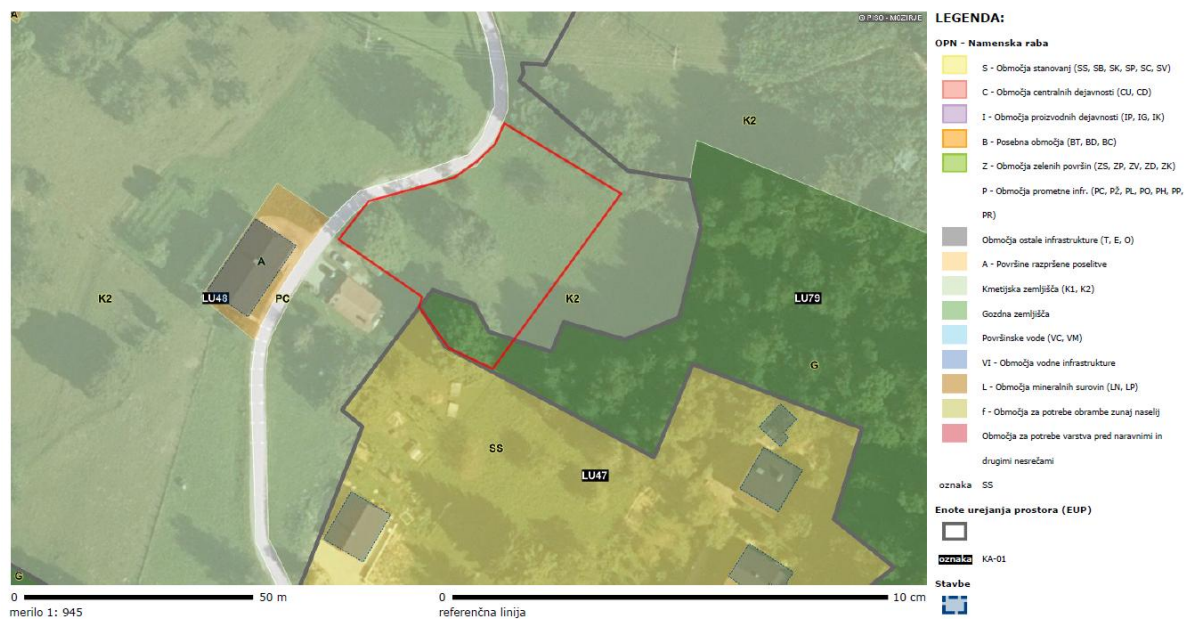 A
© PISO - MOZIRJE
K2
A
K2
LU48
PC
K2
LU79
G
SS
LU47
G
0 50 m
merilo 1: 945
0 10 cm
referenčna linija
LEGENDA:
OPN - Namenska raba
S - Območja stanovanj (SS, SB, SK, SP, SC, SV)
C - Območja centralnih dejavnosti (CU, CD)
I - Območja proizvodnih dejavnosti (IP, IG, IK)
B - Posebna območja (BT, BD, BC)
Z - Območja zelenih površin (ZS, ZP, ZV, ZD, ZK)
P - Območja prometne infr. (PC, PŽ, PL, PO, PH, PP,
PR)
Območja ostale infrastrukture (T, E, O)
A - Površine razpršene poselitve
Kmetijska zemljišča (K1, K2)
Gozdna zemljišča
Površinske vode (VC, VM)
VI - Območja vodne infrastrukture
L - Območja mineralnih surovin (LN, LP)
f - Območja za potrebe obrambe zunaj naselij
Območja za potrebe varstva pred naravnimi in
drugimi nesrečami
oznaka SS
Enote urejanja prostora (EUP)
oznaka KA-01
Stavbe